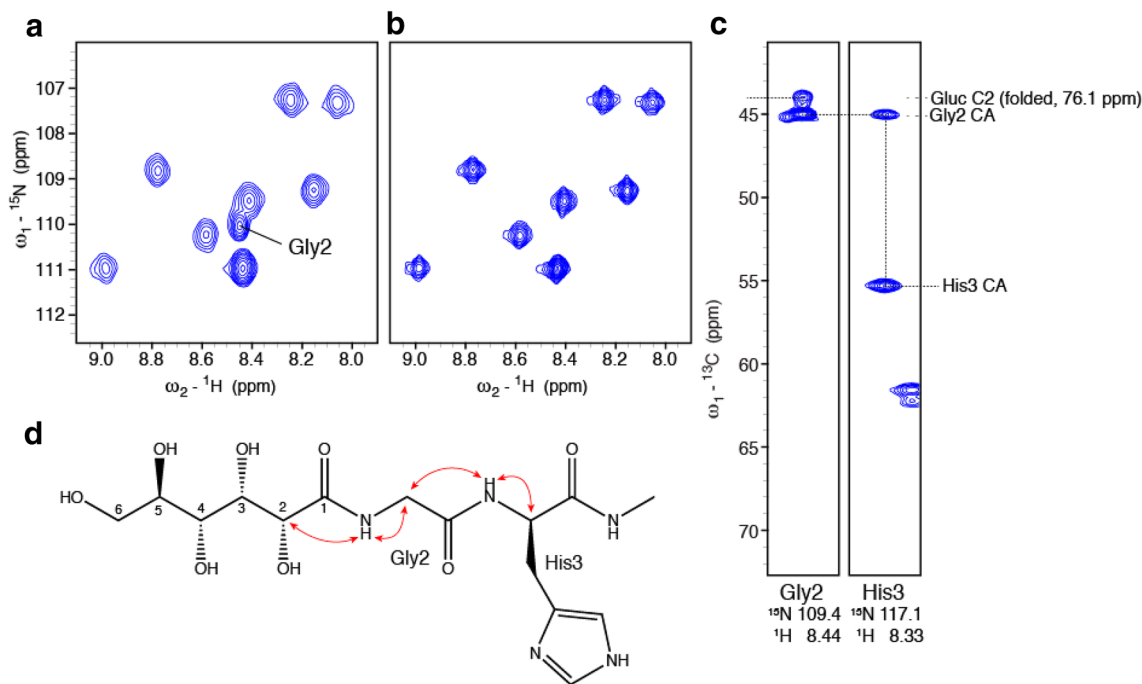 a
107
108
109
110
111
112
ω1 - 15N (ppm)
Gly2
9.0 8.8 8.6 8.4 8.2 8.0
ω2 - 1H (ppm)
b
9.0 8.8 8.6 8.4 8.2 8.0
ω2 - 1H (ppm)
c
Gluc C2 (folded, 76.1 ppm)
Gly2 CA
His3 CA
45
50
55
60
65
70
ω1 - 13C (ppm)
Gly2 His3
15N 109.4 15N 117.1
1H 8.44 1H 8.33
d
OH OH O H O
HO 6 5 4 3 2 1 N N
OH OH N H O N H
Gly2 His3
N NH